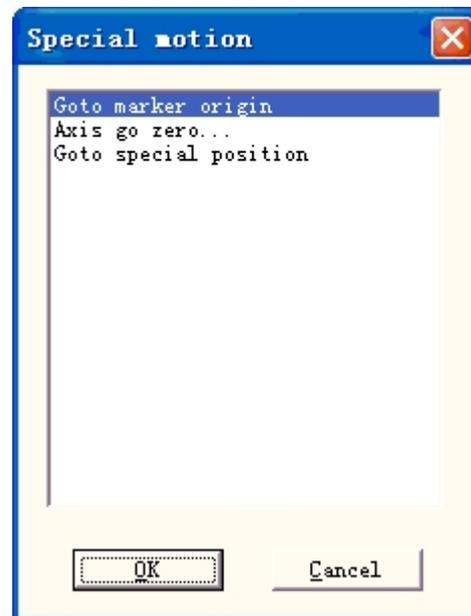 Special motion
Goto marker origin
Axis go zero...
Goto special position
OK
Cancel